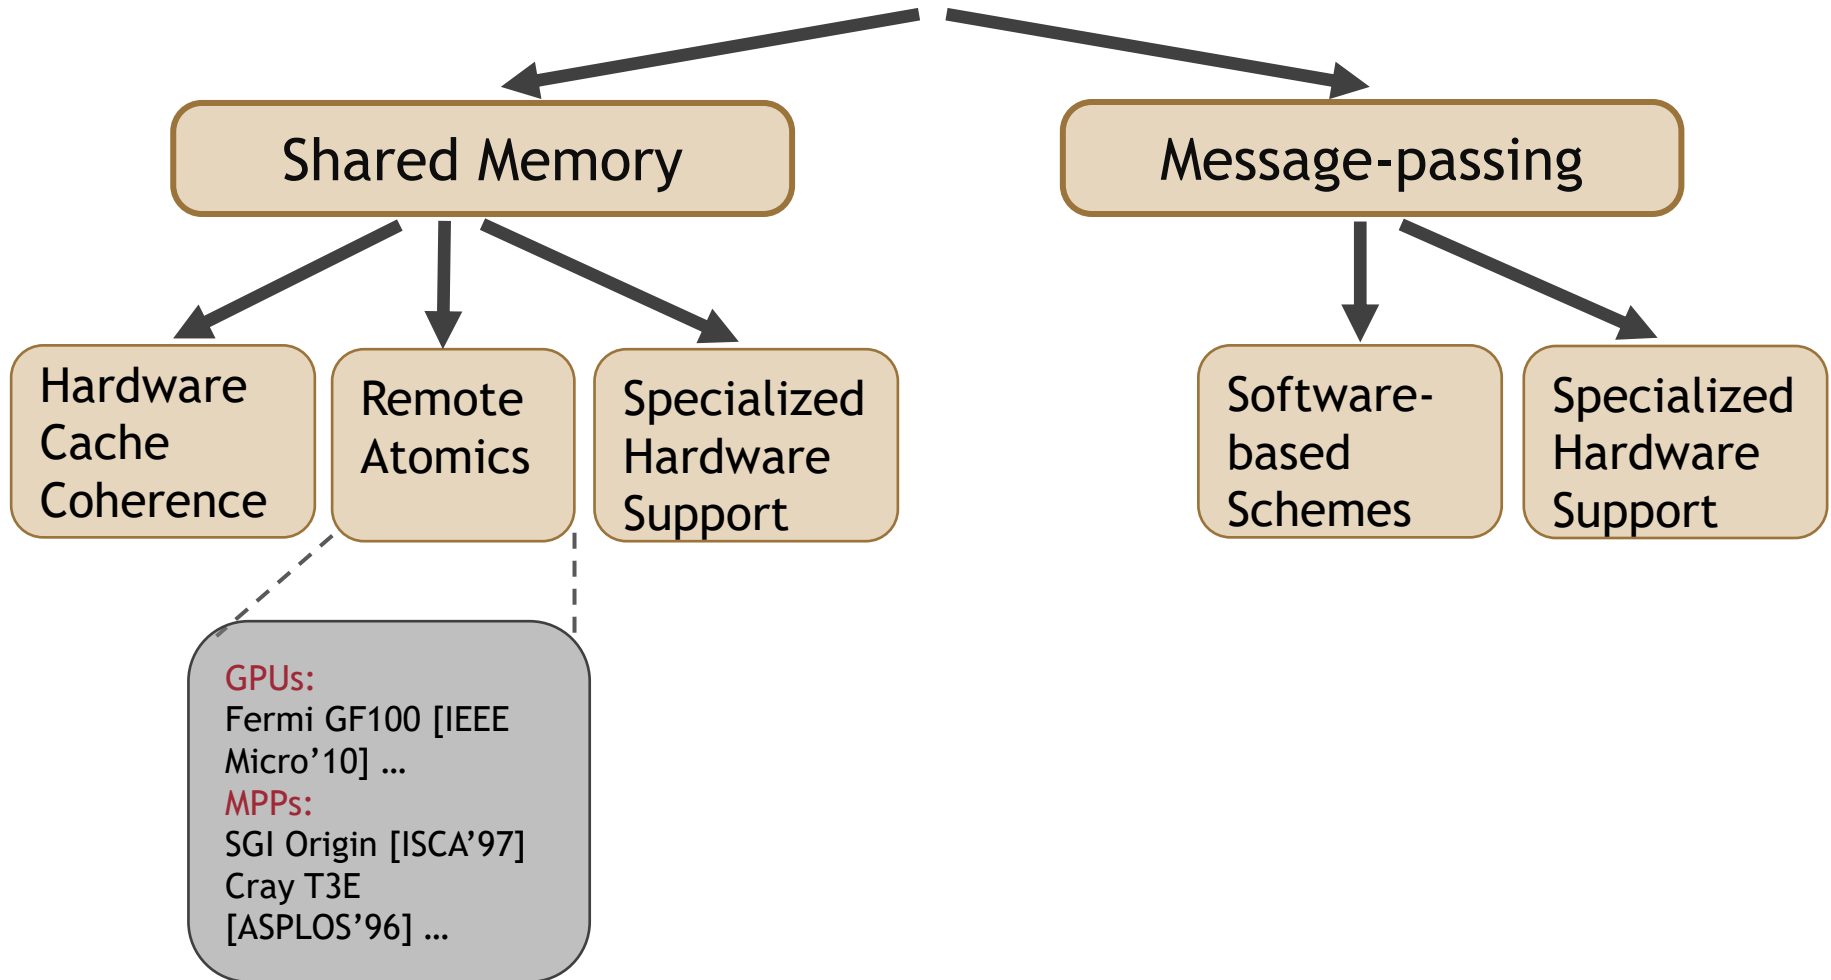 Shared Memory
Message-passing
Hardware
Cache
Coherence
Remote
Atomics
Specialized
Hardware
Support
Software-
based
Schemes
Specialized
Hardware
Support
GPUs:
Fermi GF100 [IEEE
Micro’10] …
MPPs:
SGI Origin [ISCA’97]
Cray T3E
[ASPLOS’96] …